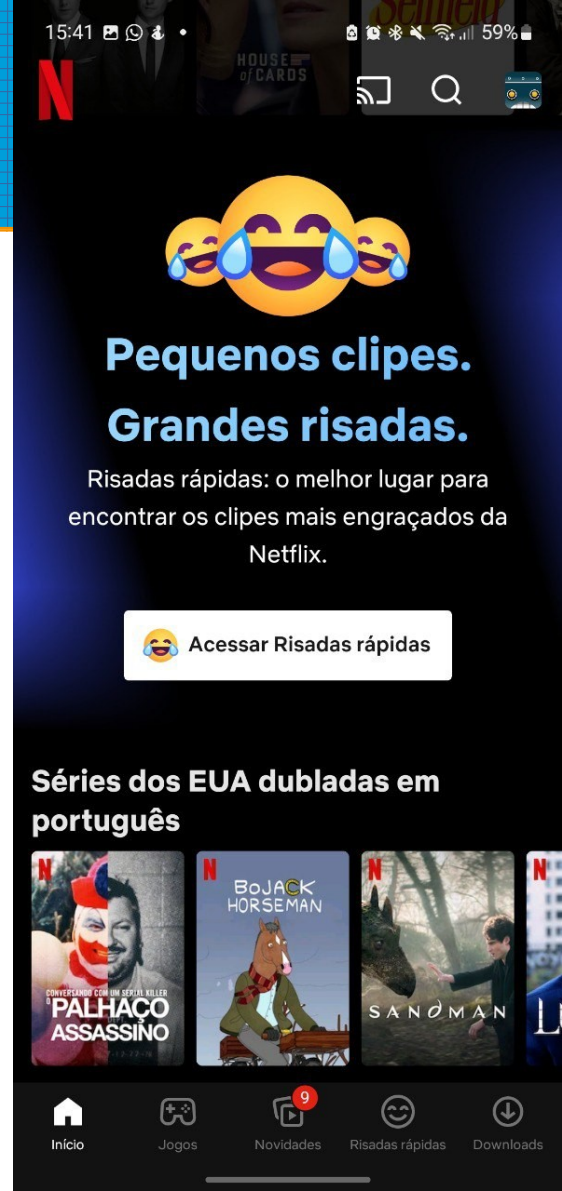 15:41
59%
Seinfeld
HOUSE
of CARDS
N
Pequenos clipes.
Grandes risadas.
Risadas rápidas: o melhor lugar para
encontrar os clipes mais engraçados da
Netflix.
Acessar Risadas rápidas
Séries dos EUA dubladas em
português
N
CONVERSANDO COM UM SERIAL KILLER
O PALHAÇO
ASSASSINO
N
BOJACK
HORSEMAN
N
SANDMAN
N
LU
9
Início
Jogos
Novidades
Risadas rápidas
Downloads